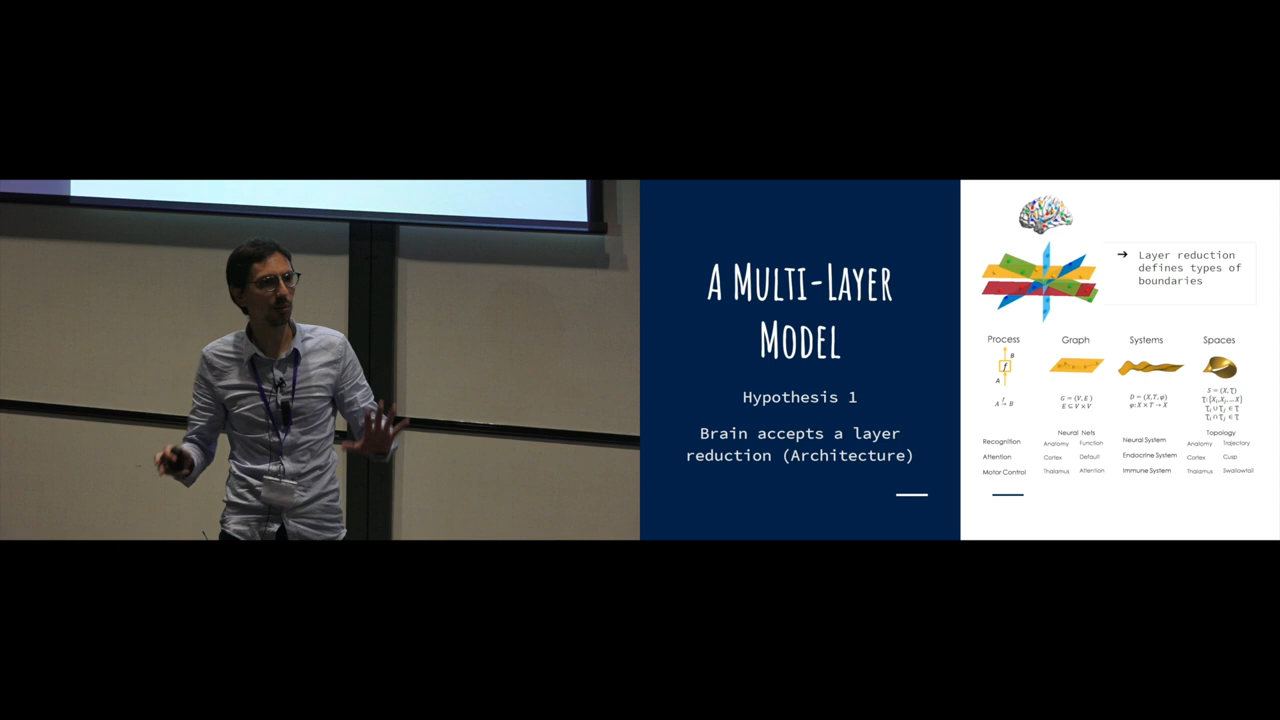 A MULTI-LAYER
MODEL
Hypothesis 1
Brain accepts a layer
reduction (Architecture)
➔ Layer reduction
defines types of
boundaries
Process Graph Systems Spaces
B
f
A
A →f B
G = (V, E)
E ⊆ V × V
D = (X, T, φ)
φ: X × T → X
Neural Nets
Topology
Recognition
Attention
Motor Control
Anatomy Function
Cortex Default
Thalamus Attention
Neural System
Endocrine System
Immune System
Anatomy Trajectory
Cortex Cusp
Thalamus Swallowtail